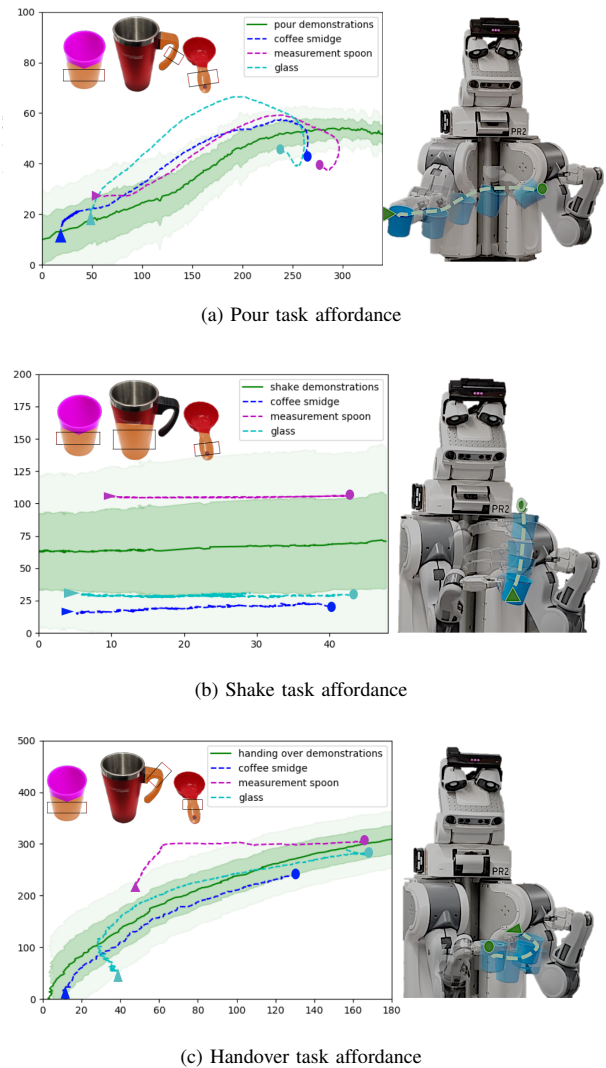 100
80
60
40
20
0
0
50
100
150
200
250
300
pour demonstrations
coffee smidge
measurement spoon
glass
PR2
(a) Pour task affordance
200
175
150
125
100
75
50
25
0
0
10
20
30
40
shake demonstrations
coffee smidge
measurement spoon
glass
PR2
(b) Shake task affordance
500
400
300
200
100
0
0
20
40
60
80
100
120
140
160
180
handing over demonstrations
coffee smidge
measurement spoon
glass
PR2
(c) Handover task affordance